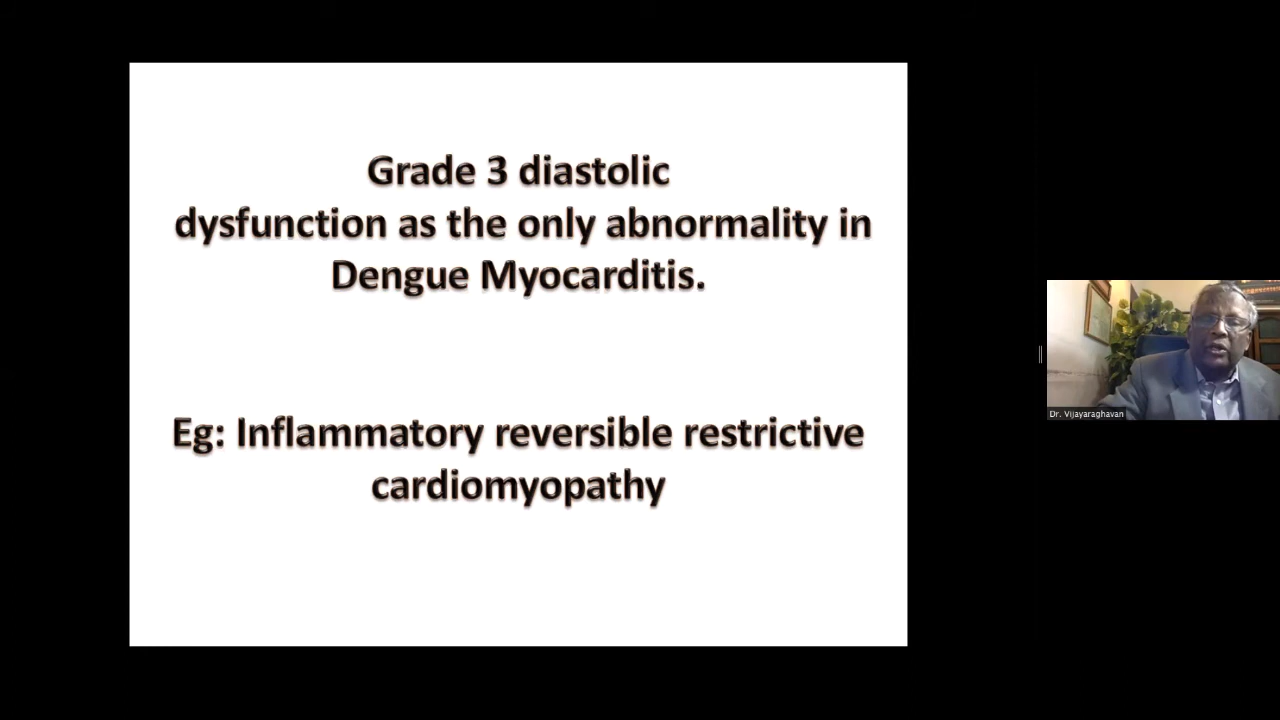 Grade 3 diastolic
dysfunction as the only abnormality in
Dengue Myocarditis.
Eg: Inflammatory reversible restrictive
cardiomyopathy
Dr. Vijayaraghavan